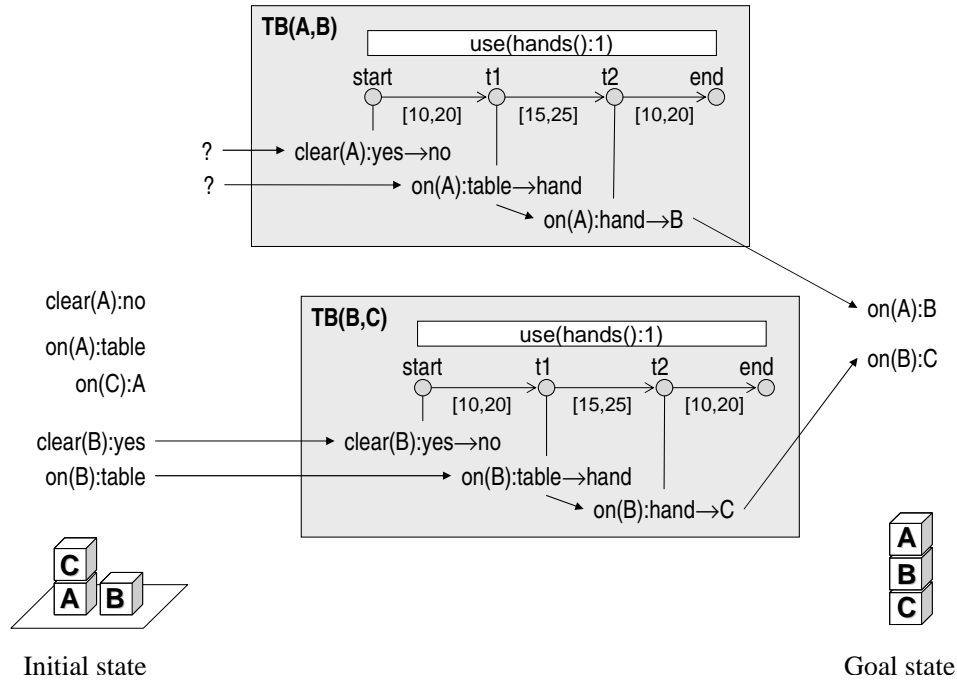 TB(A,B)
use(hands():1)
start t1 t2 end
[10,20] [15,25] [10,20]
? clear(A):yes→no
? on(A):table→hand
on(A):hand→B
clear(A):no
on(A):table
on(C):A
clear(B):yes
on(B):table
TB(B,C)
use(hands():1)
start t1 t2 end
[10,20] [15,25] [10,20]
clear(B):yes→no
on(B):table→hand
on(B):hand→C
on(A):B
on(B):C
C
A B
Initial state
A
B
C
Goal state